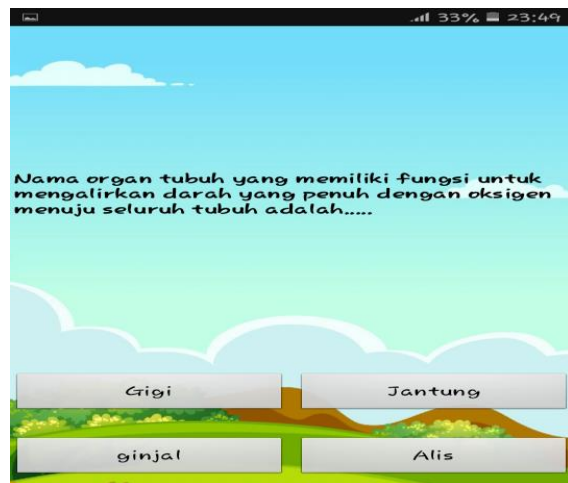 33% 23:49
Nama organ tubuh yang memiliki fungsi untuk
mengalirkan darah yang penuh dengan oksigen
menuju seluruh tubuh adalah.....
Gigi
Jantung
ginjal
Alis